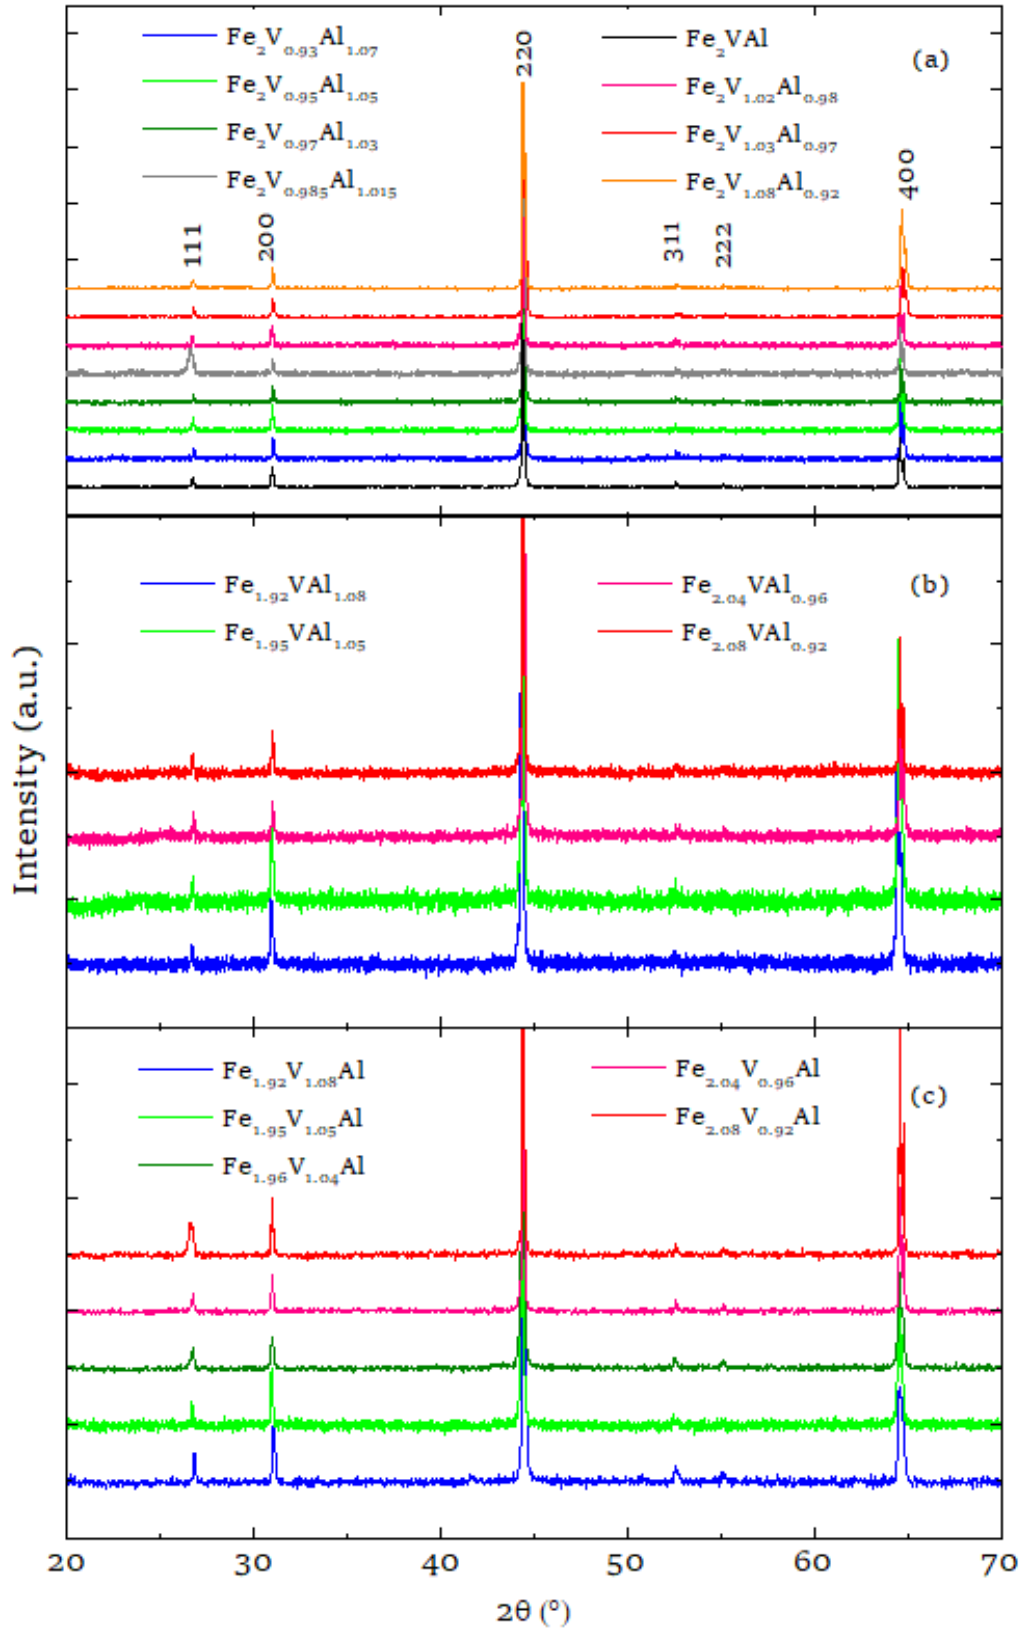 Fe₂V₀.₉₃Al₁.₀₇
Fe₂V₀.₉₅Al₁.₀₅
Fe₂V₀.₉₇Al₁.₀₃
Fe₂V₀.₉₈₅Al₁.₀₁₅
220
Fe₂VAl
Fe₂V₁.₀₂Al₀.₉₈
Fe₂V₁.₀₃Al₀.₉₇
Fe₂V₁.₀₈Al₀.₉₂
(a)
111
200
311
222
400
Fe₁.₉₂VAl₁.₀₈
Fe₁.₉₅VAl₁.₀₅
Fe₂.₀₄VAl₀.₉₆
Fe₂.₀₈VAl₀.₉₂
(b)
Intensity (a.u.)
Fe₁.₉₂V₁.₀₈Al
Fe₁.₉₅V₁.₀₅Al
Fe₁.₉₆V₁.₀₄Al
Fe₂.₀₄V₀.₉₆Al
Fe₂.₀₈V₀.₉₂Al
(c)
20 30 40 50 60 70
2θ (°)